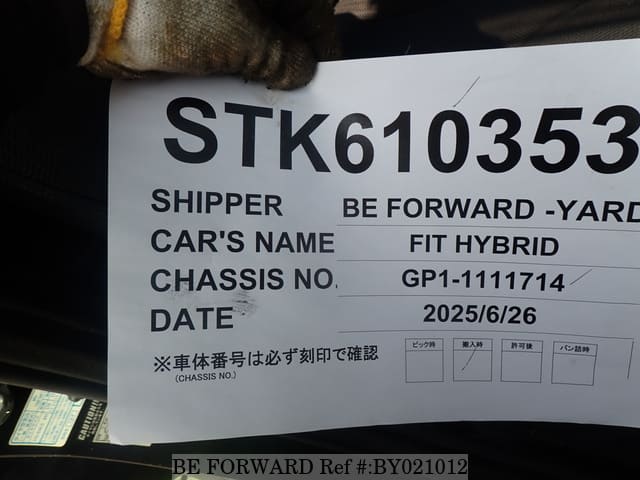 STK610353
SHIPPER BE FORWARD -YARD
CAR'S NAME FIT HYBRID
CHASSIS NO. GP1-1111714
DATE 2025/6/26
※車体番号は必ず刻印で確認
(CHASSIS NO.)
ピック時 搬入時 許可後 バン詰時
CAUTION
BE FORWARD Ref #:BY021012